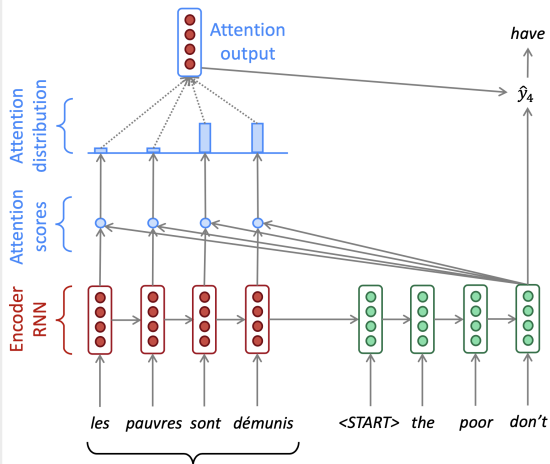 Attention
output
have
ŷ4
Attention
distribution
Attention
scores
Encoder
RNN
les pauvres sont démunis <START> the poor don't